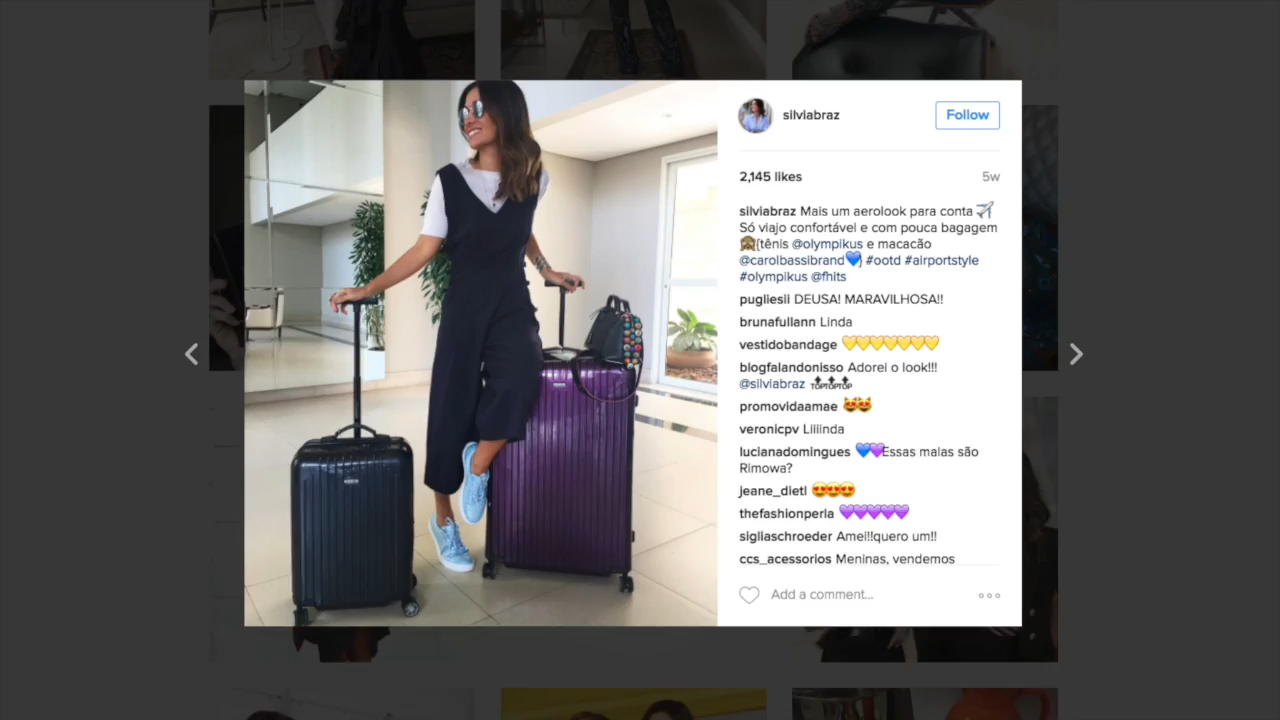 silviabraz
Follow
2,145 likes
5w
silviabraz Mais um aerolook para conta
Só viajo confortável e com pouca bagagem
{tênis @olympikus e macacão
@carolbassibrand💙} #ootd #airportstyle
#olympikus @fhits
pugliesii DEUSA! MARAVILHOSA!!
brunafullann Linda
vestidobandage 💛💛💛💛💛💛💛
blogfalandonisso Adorei o look!!!
@silviabraz 🔝🔝🔝
promovidaamae 😻😻
veronicpv Liiiinda
lucianadomingues 💙💜Essas malas são
Rimowa?
jeane_dietl 😍😍😍
thefashionperla 💜💜💜💜💜
sigliaschroeder Amei!!quero um!!
ccs_acessorios Meninas, vendemos
Add a comment...